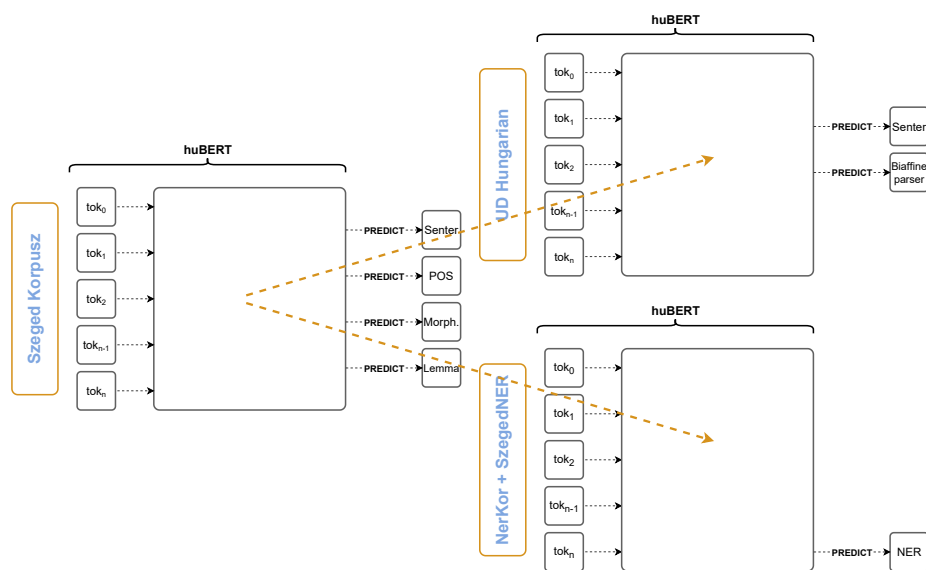 huBERT
Szeged Korpusz
tok0
tok1
tok2
tokn-1
tokn
PREDICT
Senter
PREDICT
POS
PREDICT
Morph.
PREDICT
Lemma
huBERT
UD Hungarian
tok0
tok1
tok2
tokn-1
tokn
PREDICT
Senter
PREDICT
Biaffine
parser
huBERT
NerKor + SzegedNER
tok0
tok1
tok2
tokn-1
tokn
PREDICT
NER